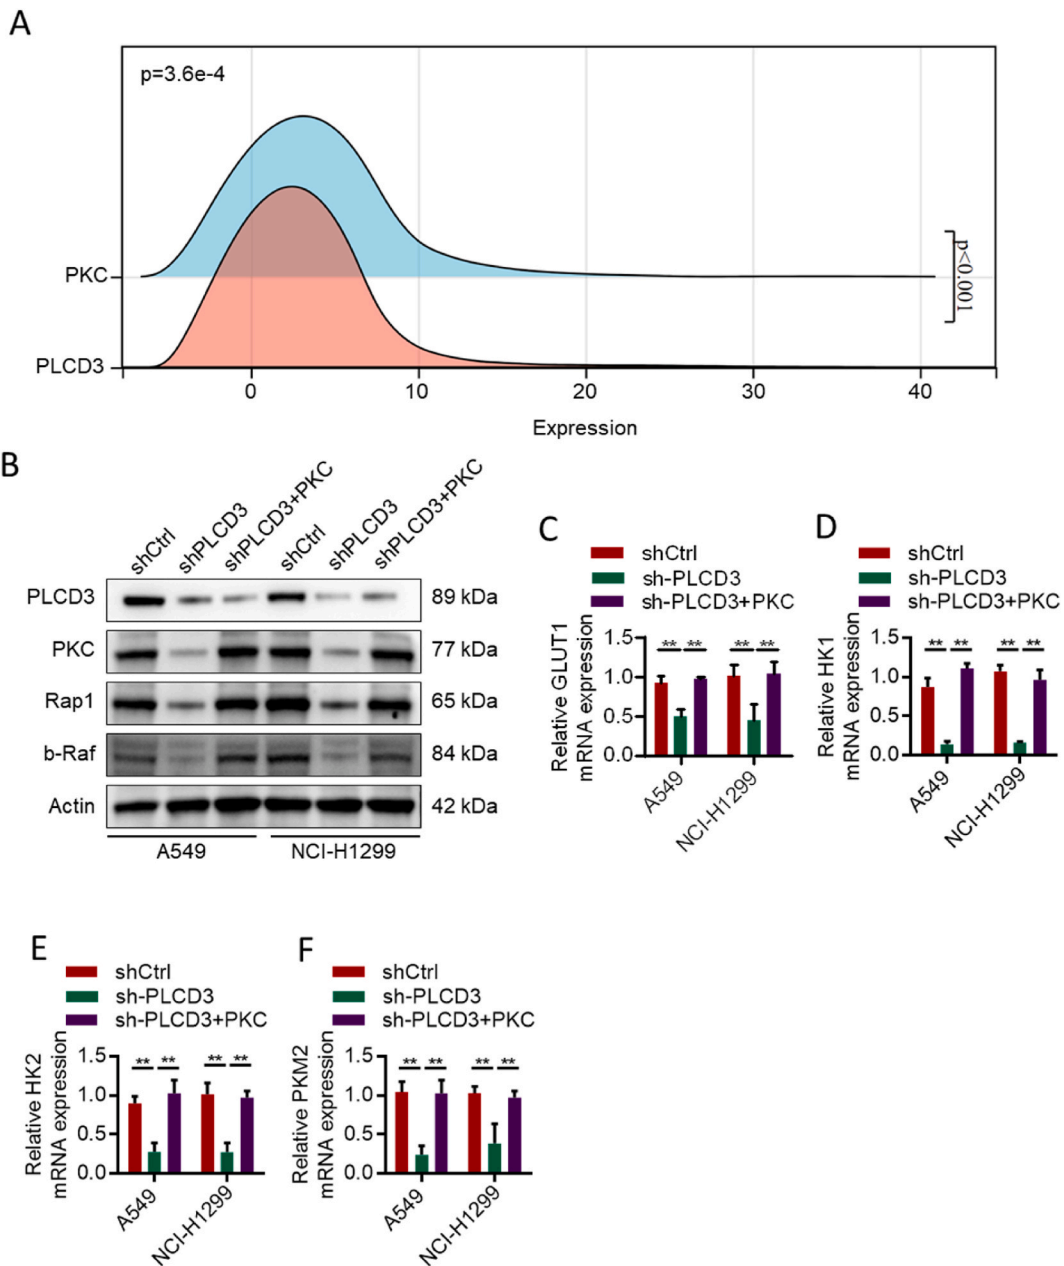 A
p=3.6e-4
PKC
PLCD3
p<0.001
0 10 20 30 40
Expression
B
shCtrl shPLCD3 shPLCD3+PKC shCtrl shPLCD3 shPLCD3+PKC
PLCD3 89 kDa
PKC 77 kDa
Rap1 65 kDa
b-Raf 84 kDa
Actin 42 kDa
A549 NCI-H1299
C
shCtrl
sh-PLCD3
sh-PLCD3+PKC
Relative GLUT1
mRNA expression
1.5
1.0
0.5
0.0
** ** ** **
A549 NCI-H1299
D
shCtrl
sh-PLCD3
sh-PLCD3+PKC
Relative HK1
mRNA expression
1.5
1.0
0.5
0.0
** ** ** **
A549 NCI-H1299
E
shCtrl
sh-PLCD3
sh-PLCD3+PKC
Relative HK2
mRNA expression
1.5
1.0
0.5
0.0
** ** ** **
A549 NCI-H1299
F
shCtrl
sh-PLCD3
sh-PLCD3+PKC
Relative PKM2
mRNA expression
1.5
1.0
0.5
0.0
** ** ** **
A549 NCI-H1299